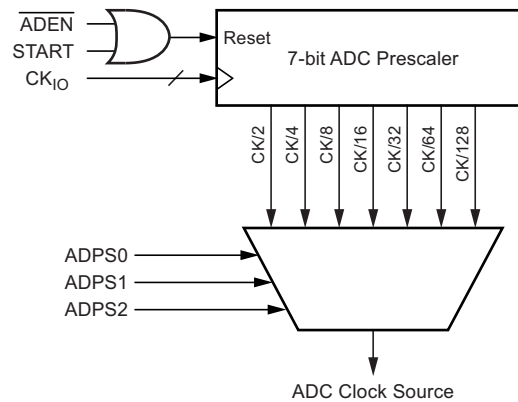 ADEN
START
CK_IO
Reset
7-bit ADC Prescaler
CK/2
CK/4
CK/8
CK/16
CK/32
CK/64
CK/128
ADPS0
ADPS1
ADPS2
ADC Clock Source